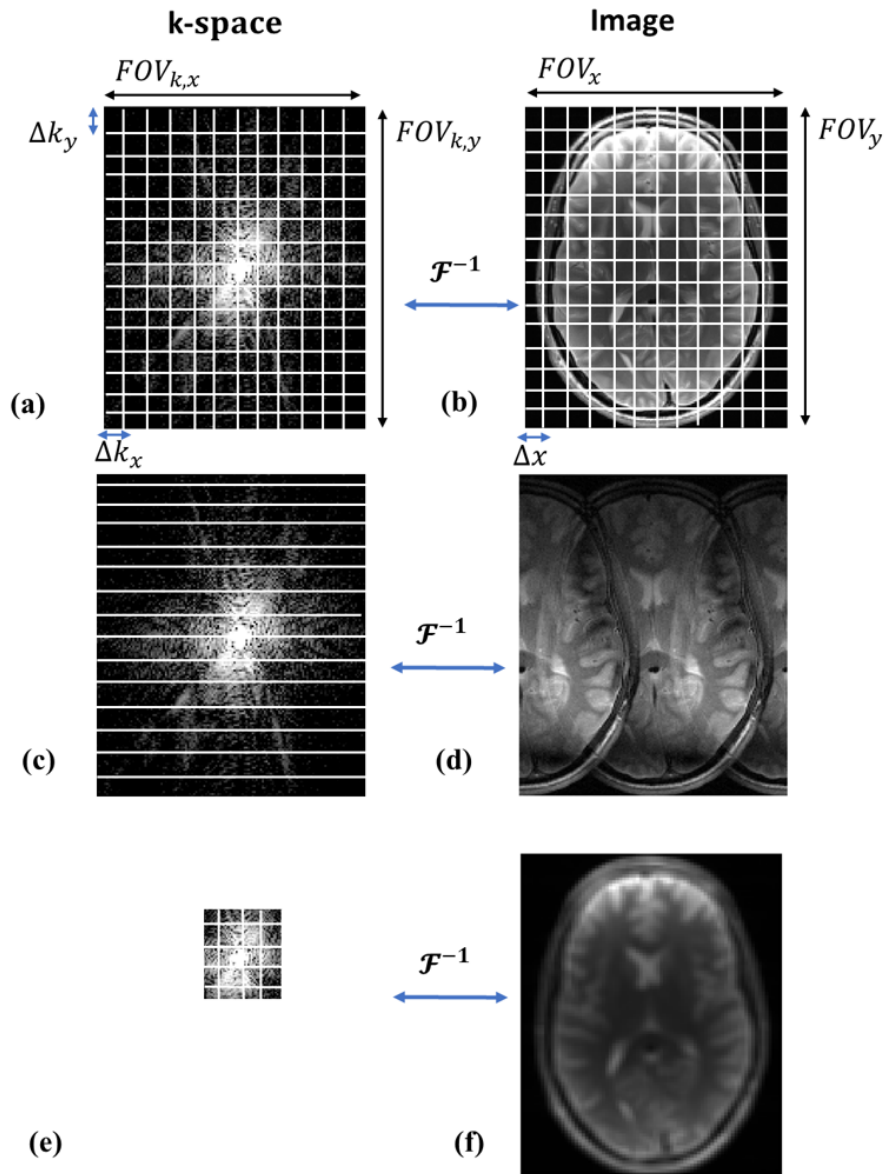 k-space
Image
FOV_{k,x}
FOV_x
Δk_y
FOV_{k,y}
FOV_y
ℱ⁻¹
(a)
(b)
Δk_x
Δx
ℱ⁻¹
(c)
(d)
ℱ⁻¹
(e)
(f)